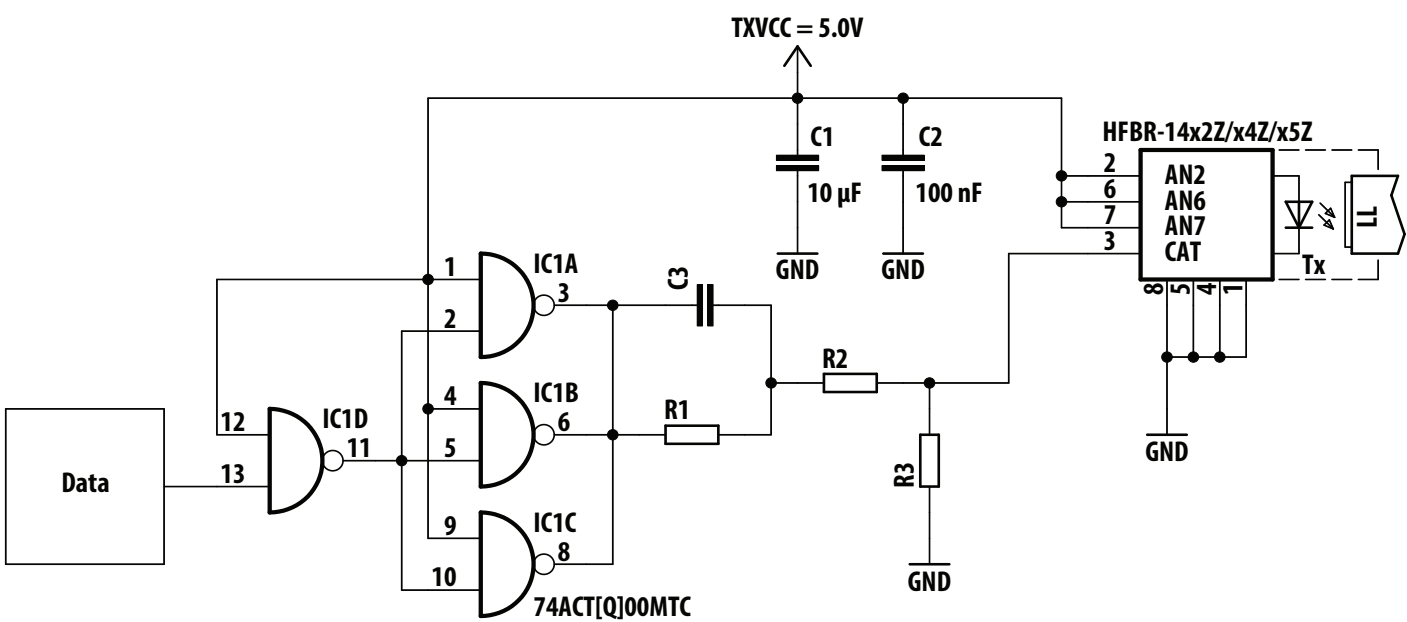 TXVCC = 5.0V
C1
10 µF
C2
100 nF
GND
GND
HFBR-14x2Z/x4Z/x5Z
2
6
7
3
AN2
AN6
AN7
CAT
Tx
LL
8
5
4
1
GND
1
2
IC1A
3
C3
R2
4
5
IC1B
6
R1
12
13
IC1D
11
Data
R3
GND
9
10
IC1C
8
74ACT[Q]00MTC